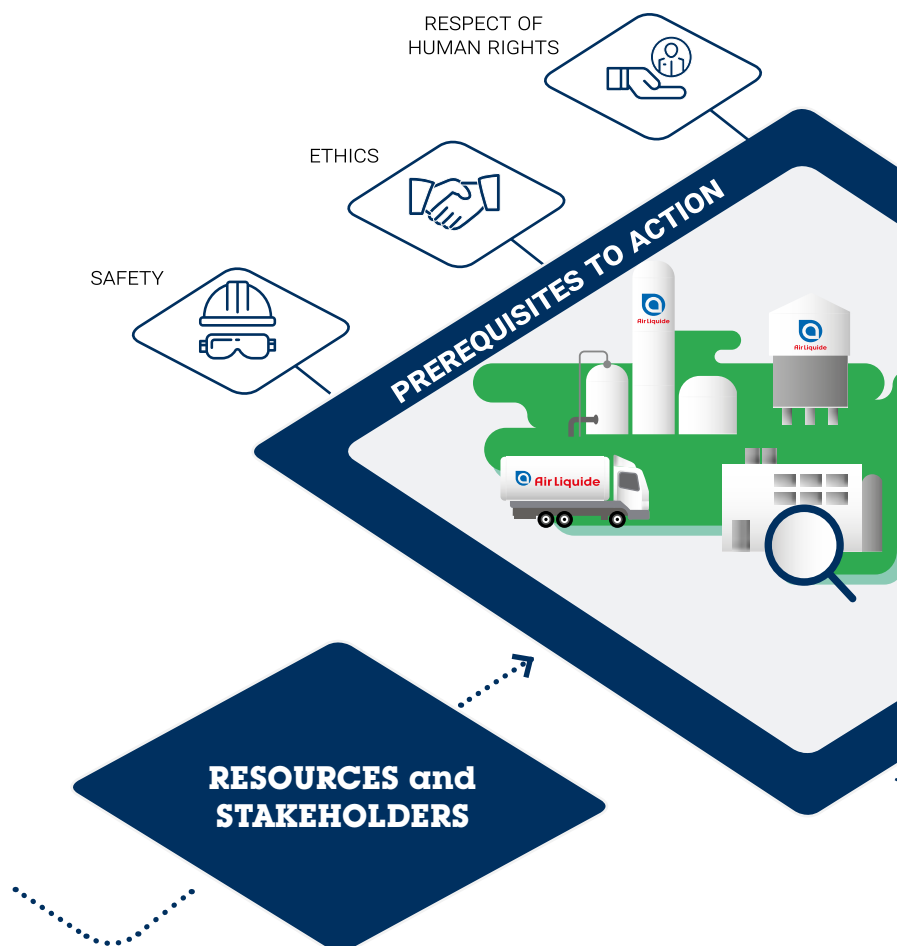 RESPECT OF
HUMAN RIGHTS
ETHICS
SAFETY
PREREQUISITES TO ACTION
Air Liquide
Air Liquide
Air Liquide
RESOURCES and
STAKEHOLDERS